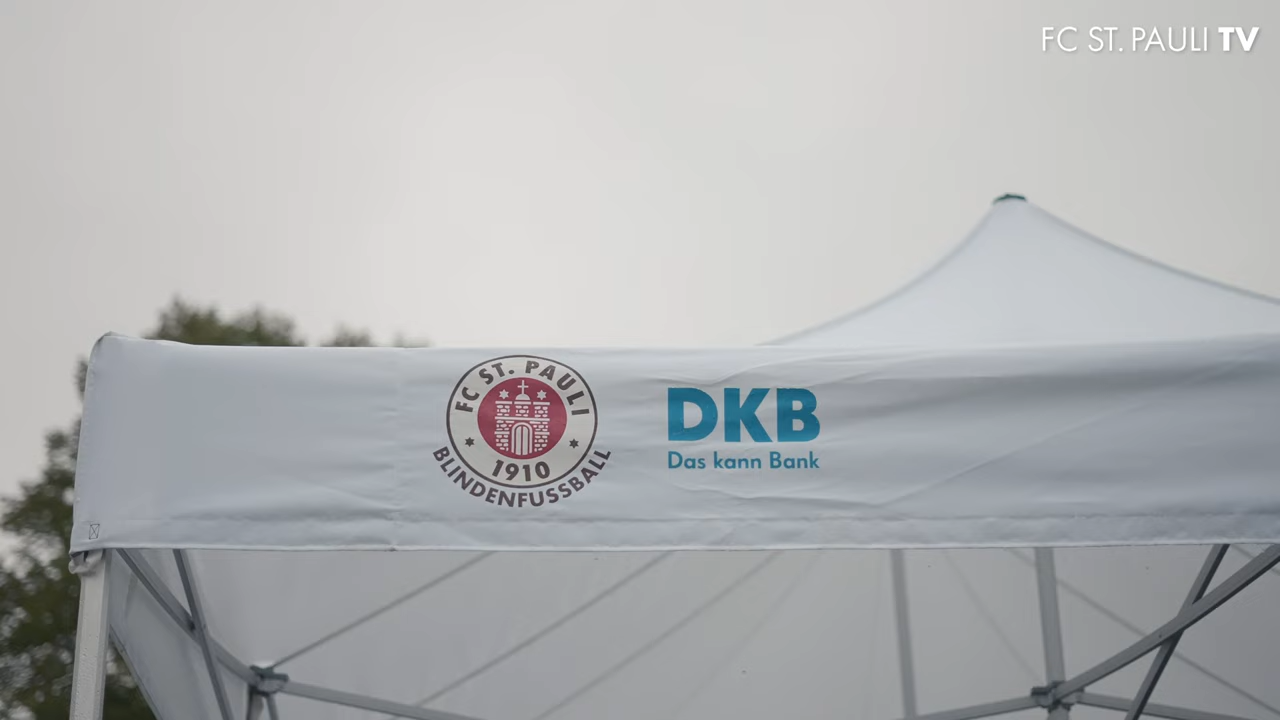 FC ST. PAULI TV
FC ST. PAULI
1910
BLINDENFUSSBALL
DKB
Das kann Bank